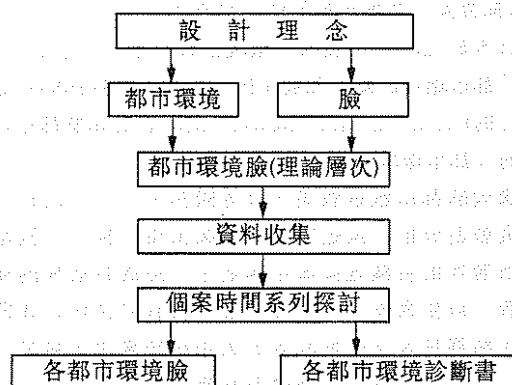 設計理念
都市環境
臉
都市環境臉(理論層次)
資料收集
個案時間系列探討
各都市環境臉
各都市環境診斷書